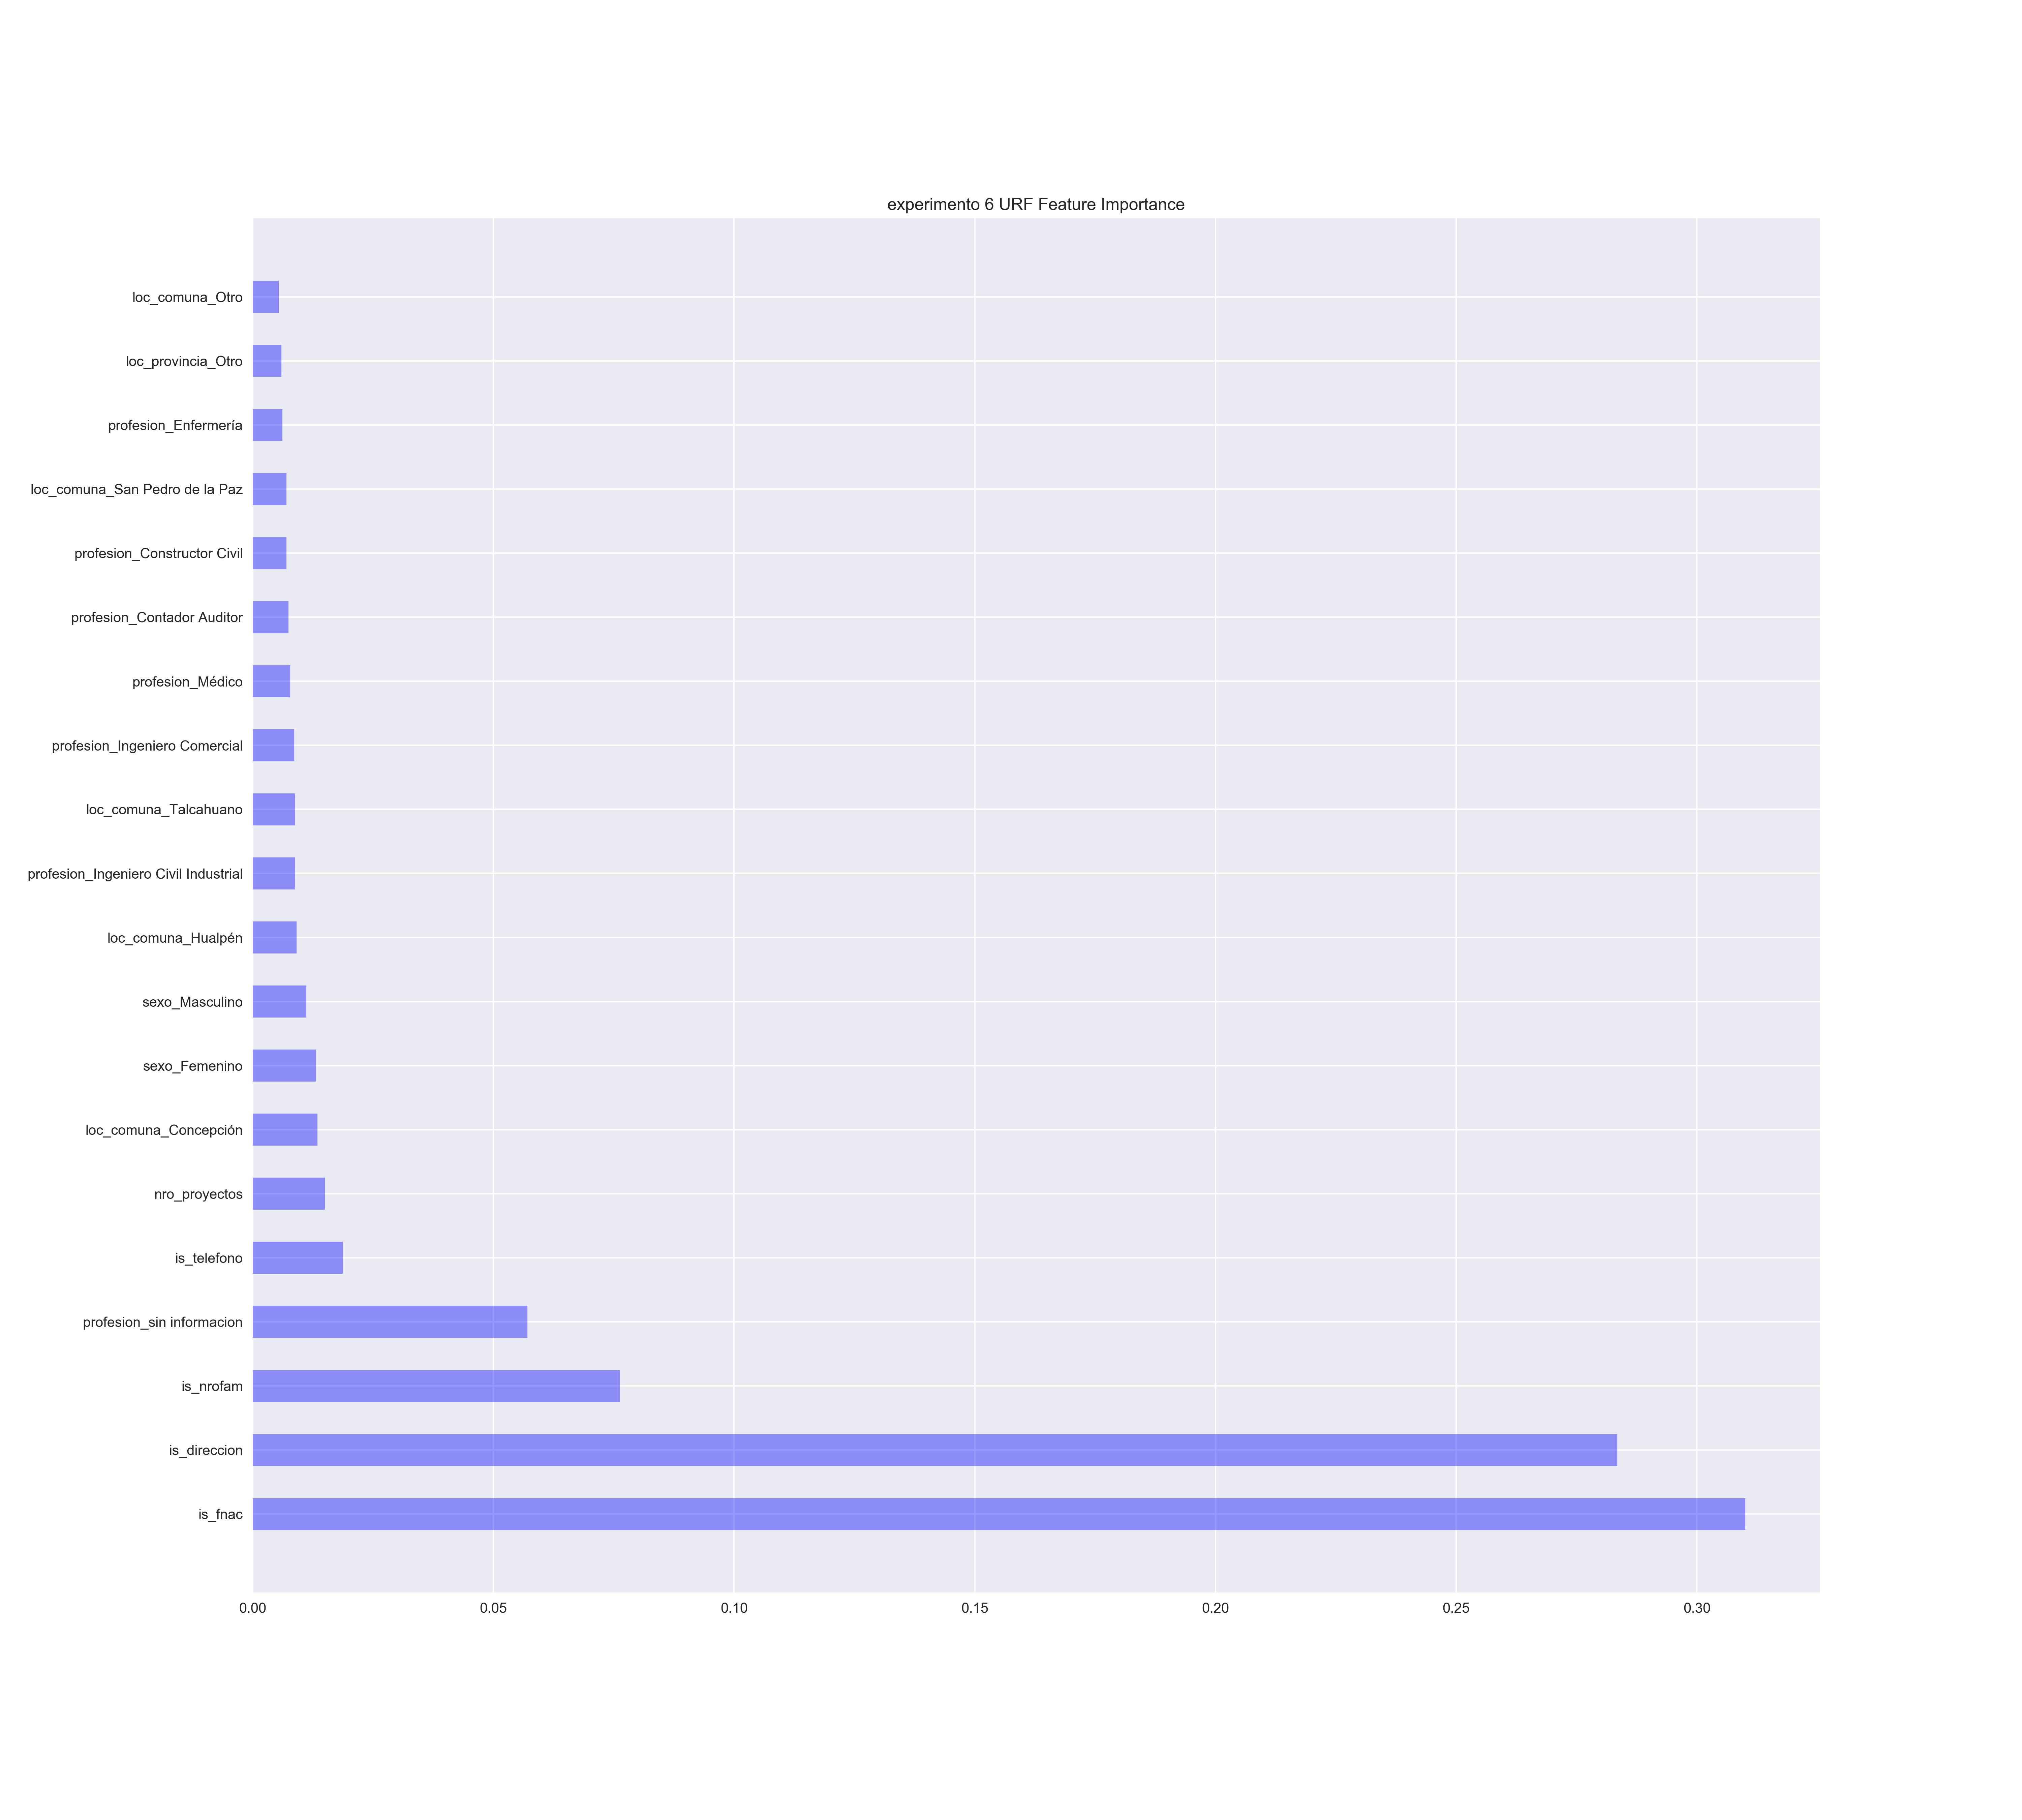 experimento 6 URF Feature Importance
loc_comuna_Otro
loc_provincia_Otro
profesion_Enfermería
loc_comuna_San Pedro de la Paz
profesion_Constructor Civil
profesion_Contador Auditor
profesion_Médico
profesion_Ingeniero Comercial
loc_comuna_Talcahuano
profesion_Ingeniero Civil Industrial
loc_comuna_Hualpén
sexo_Masculino
sexo_Femenino
loc_comuna_Concepción
nro_proyectos
is_telefono
profesion_sin informacion
is_nrofam
is_direccion
is_fnac
0.00 0.05 0.10 0.15 0.20 0.25 0.30